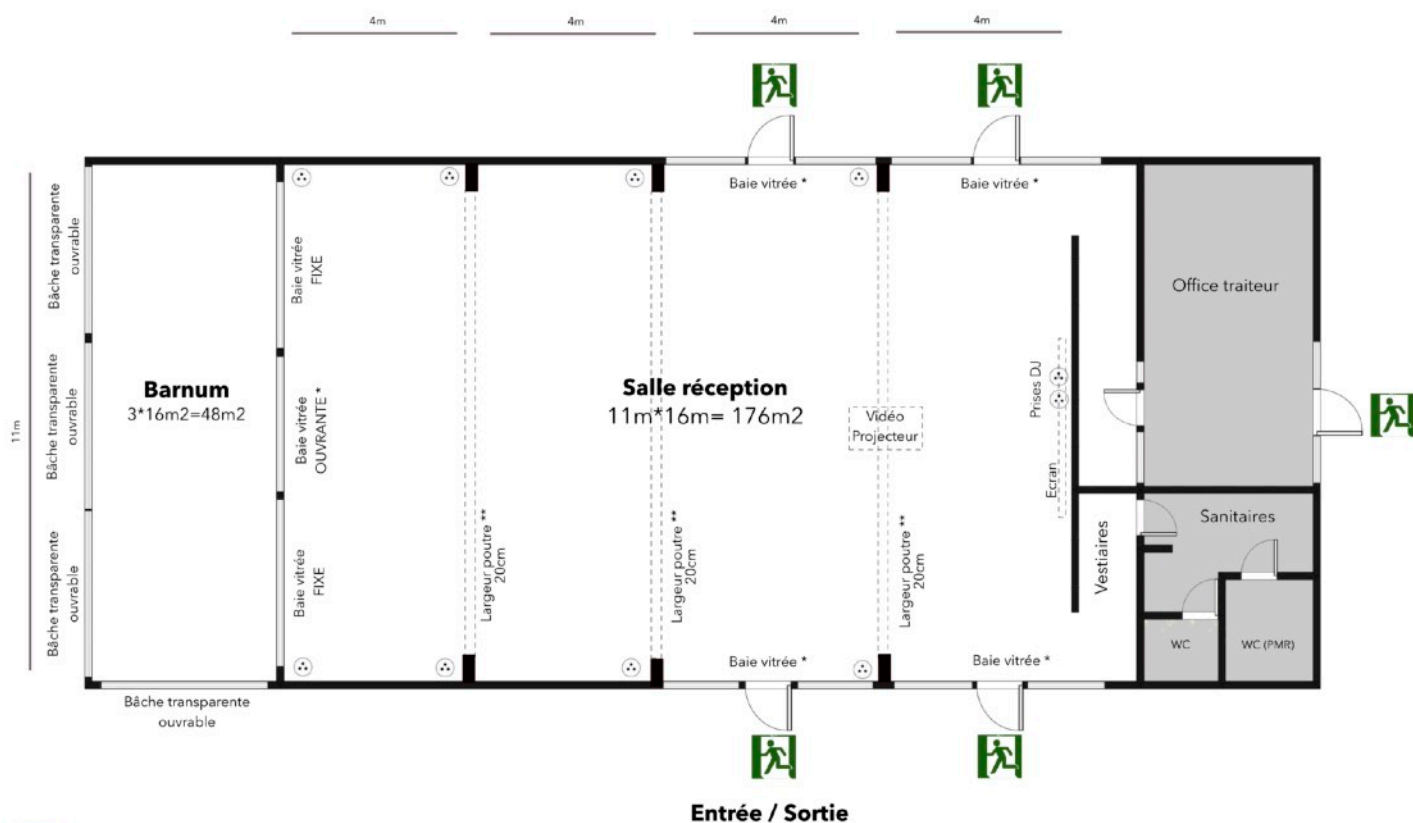 4m
4m
4m
4m
Baie vitrée *
Baie vitrée *
Bâche transparente
ouvrable
Baie vitrée
FIXE
Office traiteur
11m
Bâche transparente
ouvrable
Barnum
3*16m2=48m2
Baie vitrée
OUVRANTE *
Salle réception
11m*16m= 176m2
Vidéo
Projecteur
Prises DJ
Ecran
Bâche transparente
ouvrable
Baie vitrée
FIXE
Largeur poutre **
20cm
Largeur poutre **
20cm
Largeur poutre **
20cm
Vestiaires
Sanitaires
WC
WC (PMR)
Baie vitrée *
Baie vitrée *
Bâche transparente
ouvrable
Entrée / Sortie